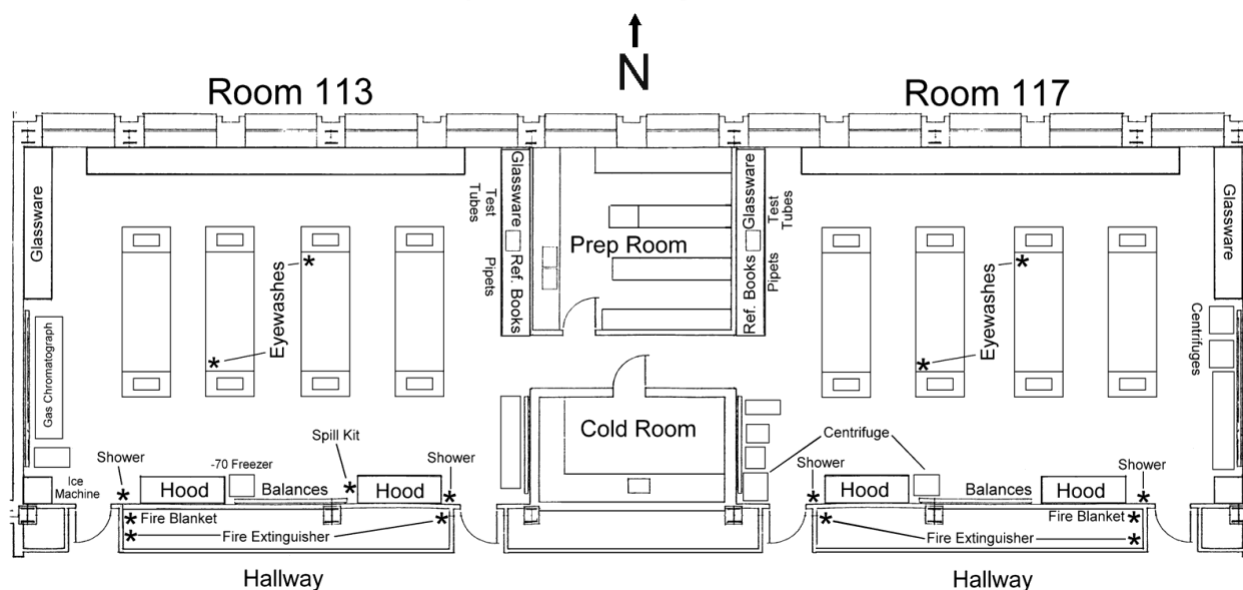 N
Room 113
Room 117
Glassware
Test
Tubes
Glassware
Pipets
Ref. Books
Prep Room
Glassware
Test
Tubes
Ref. Books
Pipets
Glassware
Eyewashes
Eyewashes
Centrifuges
Gas Chromatograph
Cold Room
Spill Kit
Centrifuge
Shower
-70 Freezer
Shower
Shower
Shower
Ice
Machine
Hood
Balances
Hood
Hood
Balances
Hood
Fire Blanket
Fire Extinguisher
Fire Blanket
Fire Extinguisher
Hallway
Hallway